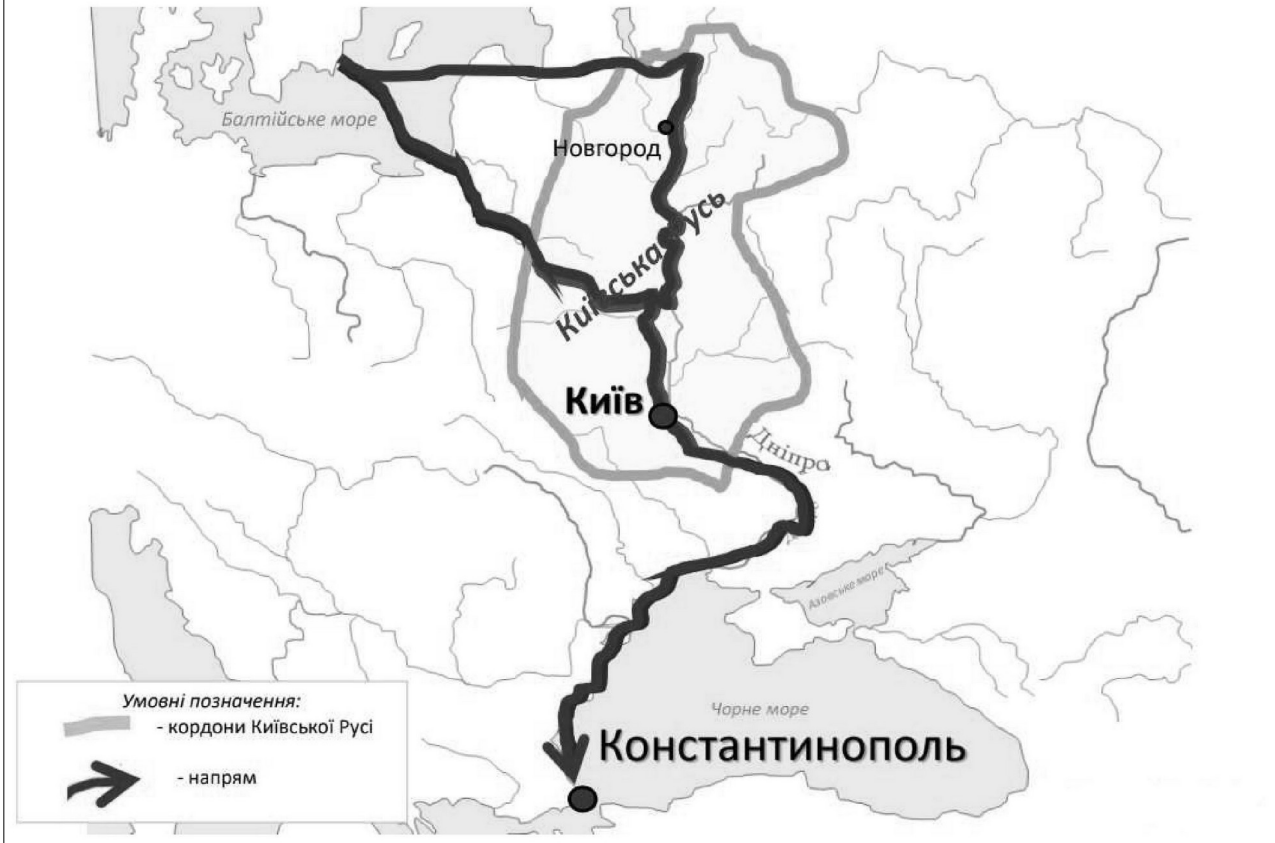 Балтійське море
Новгород
Київська Русь
Київ
Дніпро
Азовське море
Чорне море
Константинополь
Умовні позначення:
- кордони Київської Русі
- напрям